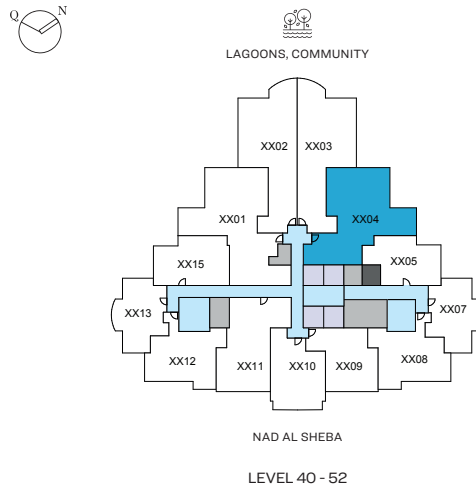 Q N
LAGOONS, COMMUNITY
XX02 XX03
XX01 XX04
XX15 XX05
XX13 XX07
XX12 XX11 XX10 XX09 XX08
NAD AL SHEBA
LEVEL 40 - 52